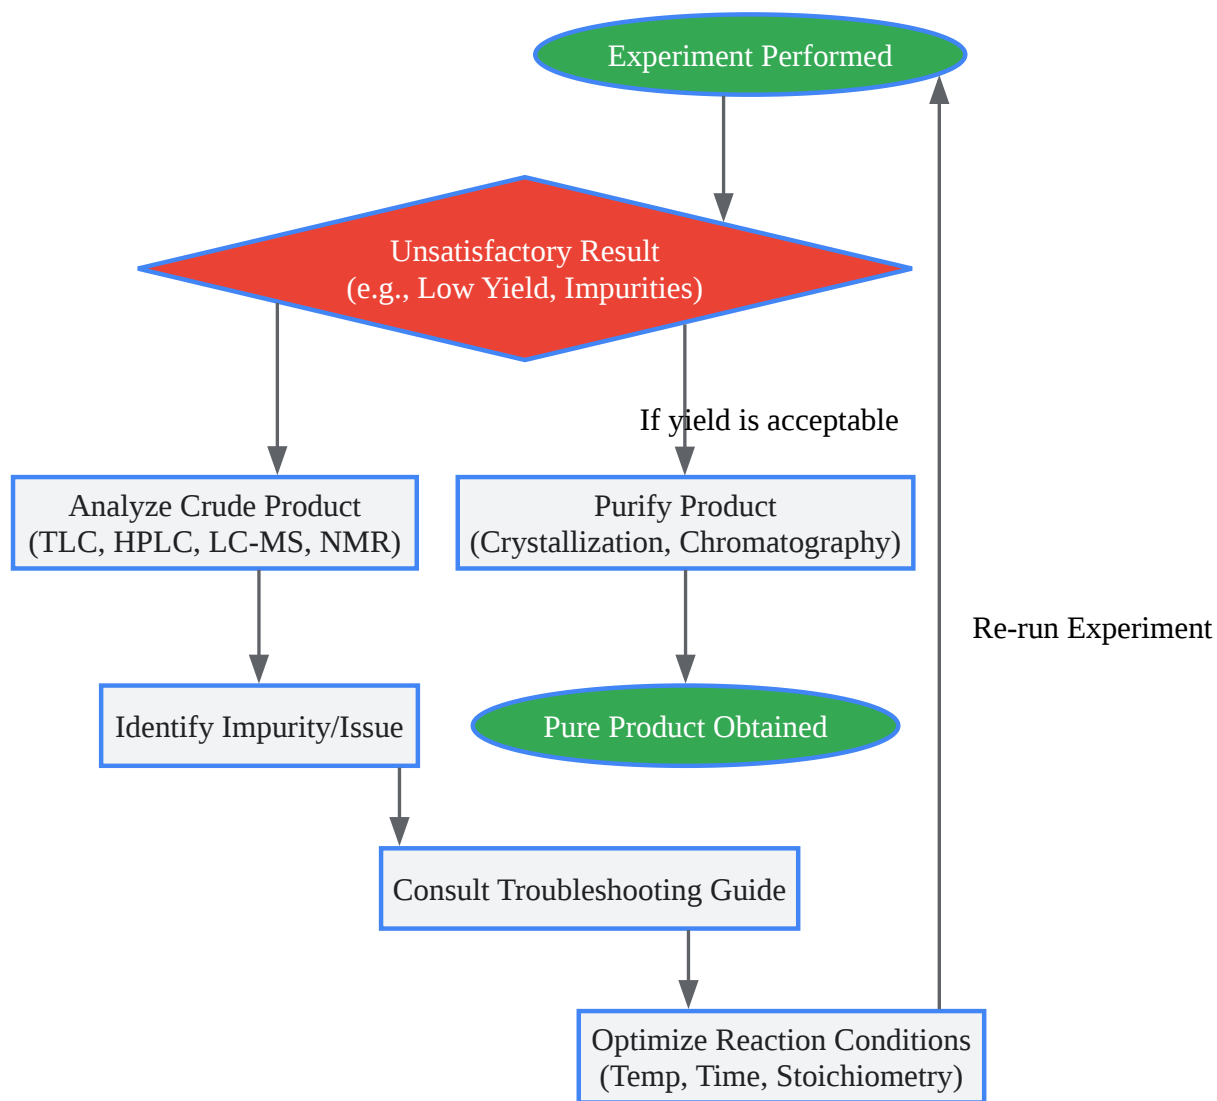 Experiment Performed
Unsatisfactory Result
(e.g., Low Yield, Impurities)
If yield is acceptable
Analyze Crude Product
(TLC, HPLC, LC-MS, NMR)
Purify Product
(Crystallization, Chromatography)
Re-run Experiment
Identify Impurity/Issue
Pure Product Obtained
Consult Troubleshooting Guide
Optimize Reaction Conditions
(Temp, Time, Stoichiometry)